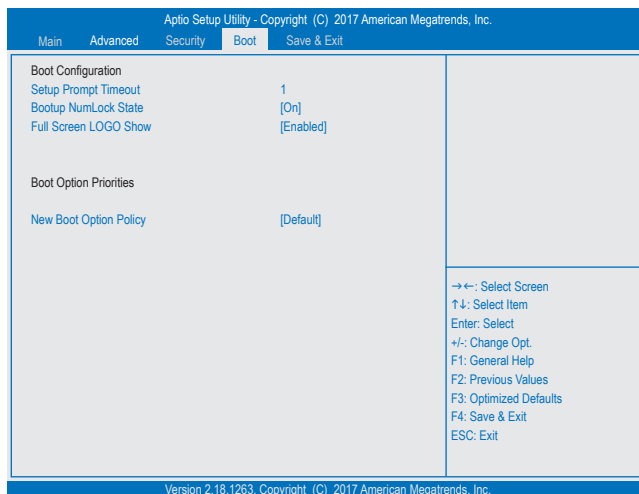 Aptio Setup Utility - Copyright (C) 2017 American Megatrends, Inc.
Main Advanced Security Boot Save & Exit
Boot Configuration
Setup Prompt Timeout 1
Bootup NumLock State [On]
Full Screen LOGO Show [Enabled]
Boot Option Priorities
New Boot Option Policy [Default]
→←: Select Screen
↑↓: Select Item
Enter: Select
+/-: Change Opt.
F1: General Help
F2: Previous Values
F3: Optimized Defaults
F4: Save & Exit
ESC: Exit
Version 2.18.1263. Copyright (C) 2017 American Megatrends, Inc.